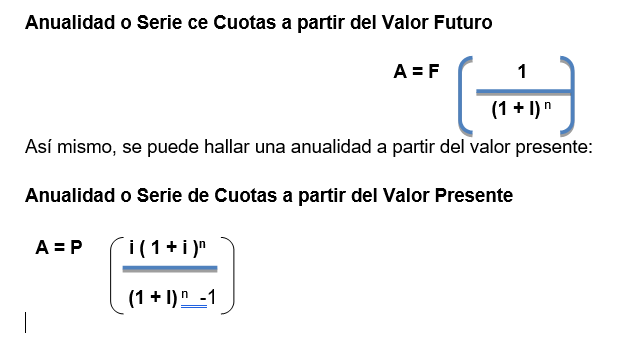 Anualidad o Serie ce Cuotas a partir del Valor Futuro
A = F ( 1
(1 + I) n )
Así mismo, se puede hallar una anualidad a partir del valor presente:
Anualidad o Serie de Cuotas a partir del Valor Presente
A = P ( i ( 1 + i )n
(1 + I) n -1 )